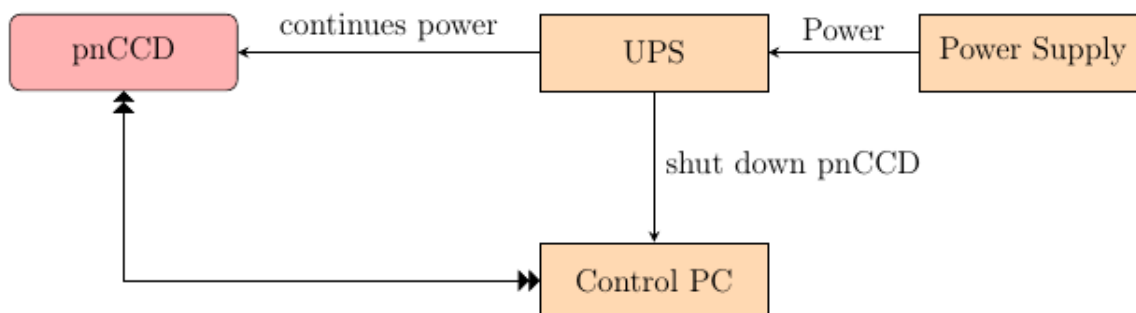 pnCCD
continues power
UPS
Power
Power Supply
shut down pnCCD
Control PC